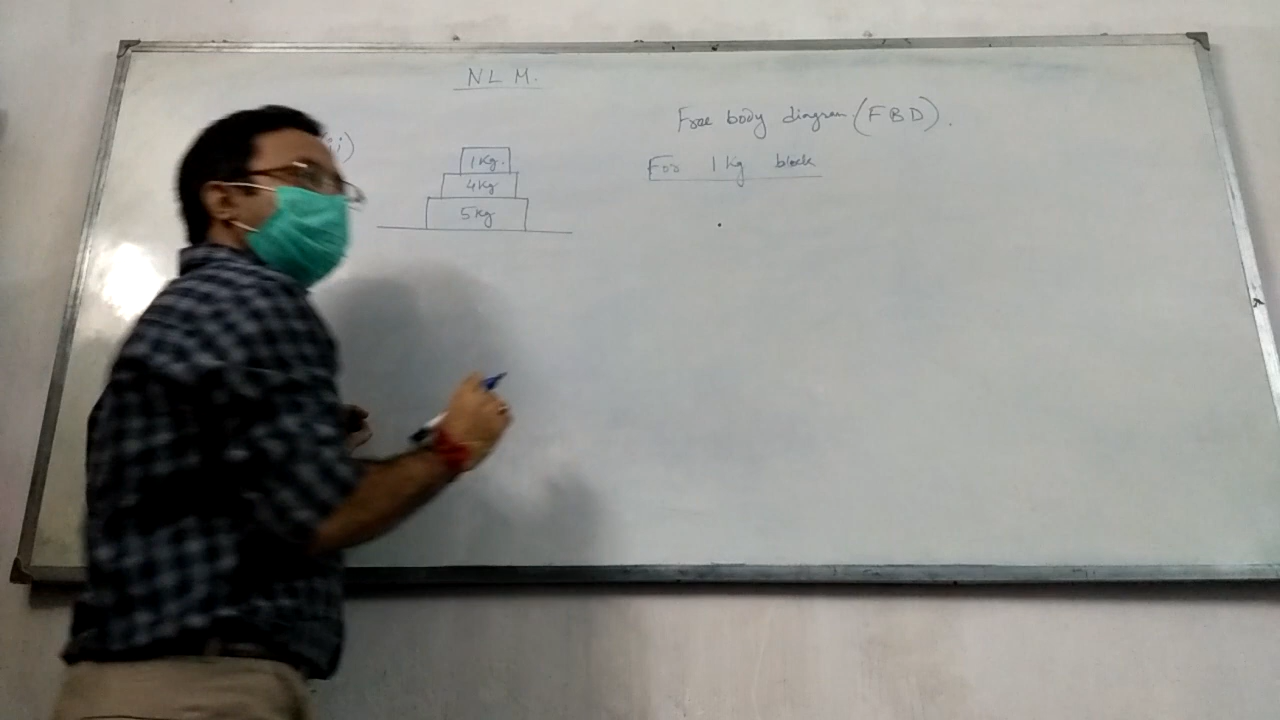 N L M.
Free body diagram (FBD).
For 1 Kg block
1 Kg.
4 Kg
5 Kg